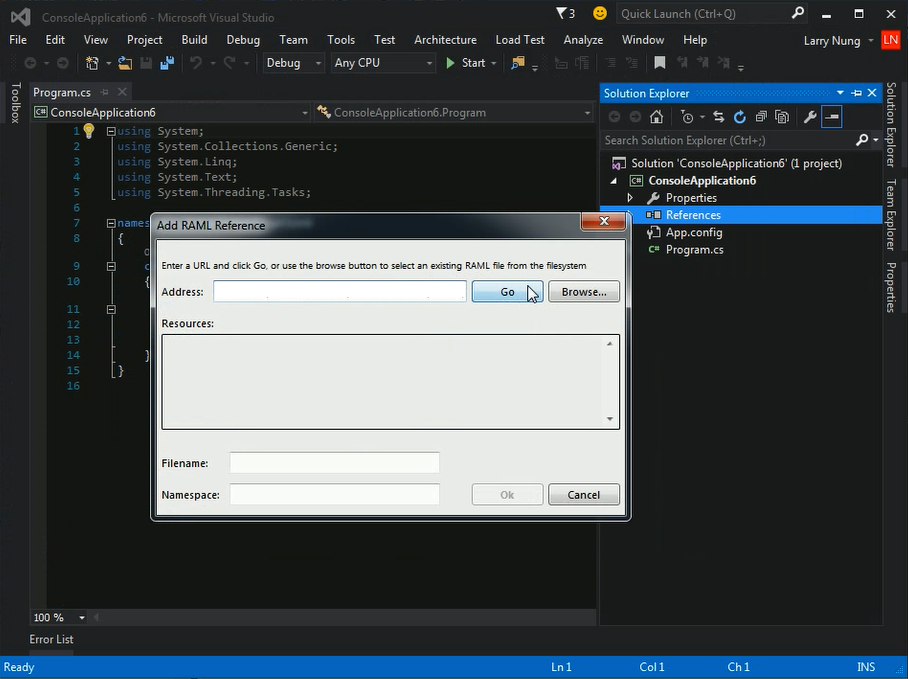 ConsoleApplication6 - Microsoft Visual Studio
3
Quick Launch (Ctrl+Q)
File Edit View Project Build Debug Team Tools Test Architecture Load Test Analyze Window Help Larry Nung LN
Debug Any CPU Start
Toolbox
Program.cs
ConsoleApplication6 ConsoleApplication6.Program
1 using System;
2 using System.Collections.Generic;
3 using System.Linq;
4 using System.Text;
5 using System.Threading.Tasks;
6
7 names
8 {
9 c
10 {
11
12
13
14 }
15 }
16
Add RAML Reference
Enter a URL and click Go, or use the browse button to select an existing RAML file from the filesystem
Address: Go Browse...
Resources:
Filename:
Namespace: Ok Cancel
Solution Explorer
Search Solution Explorer (Ctrl+;)
Solution 'ConsoleApplication6' (1 project)
C# ConsoleApplication6
Properties
References
App.config
C# Program.cs
Solution Explorer
Team Explorer
Properties
100 %
Error List
Ready Ln 1 Col 1 Ch 1 INS